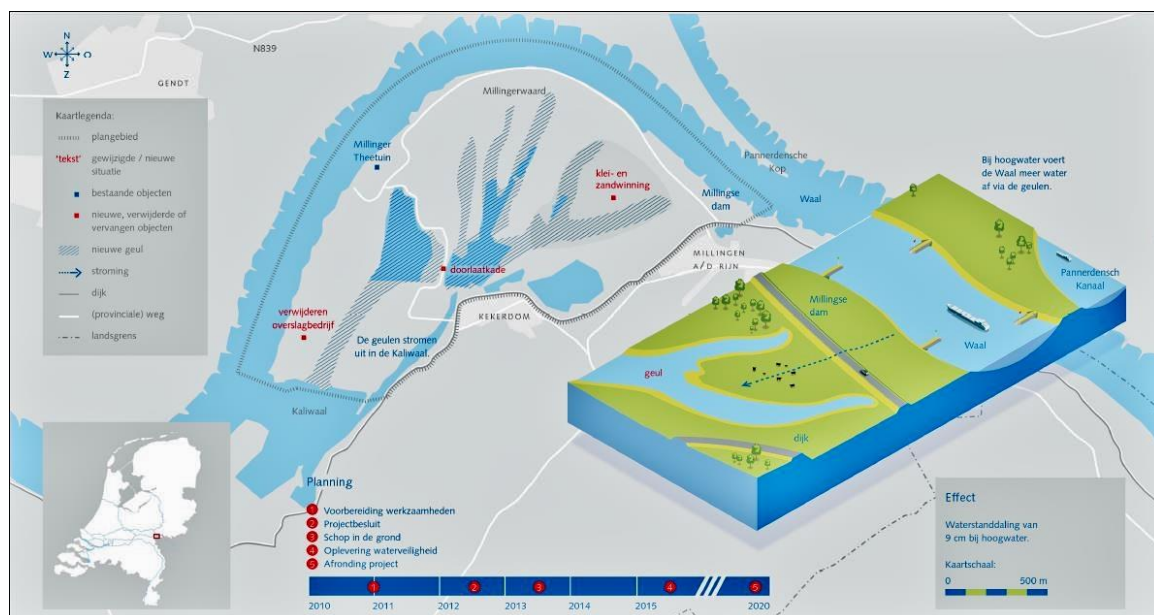 N
W O
Z
N839
GENDT
Kaartlegenda:
plangebied
'tekst' gewijzigde / nieuwe
situatie
bestaande objecten
nieuwe, verwijderde of
vervangen objecten
nieuwe geul
stroming
dijk
(provinciale) weg
landsgrens
Millingerwaard
Millinger
Theetuin
klei- en
zandwinning
Pannerdensche
Kop
Millingse
dam
Waal
doorlaatkade
MILLINGEN
A/D RIJN
KEKERDOM
verwijderen
overslagbedrijf
De geulen stromen
uit in de Kaliwaal.
Kaliwaal
Bij hoogwater voert
de Waal meer water
af via de geulen.
Pannerdensch
Kanaal
Millingse
dam
Waal
geul
dijk
Planning
1 Voorbereiding werkzaamheden
2 Projectbesluit
3 Schop in de grond
4 Oplevering waterveiligheid
5 Afronding project
1 2 3 4 5
2010 2011 2012 2013 2014 2015 2020
Effect
Waterstanddaling van
9 cm bij hoogwater.
Kaartschaal:
0 500 m